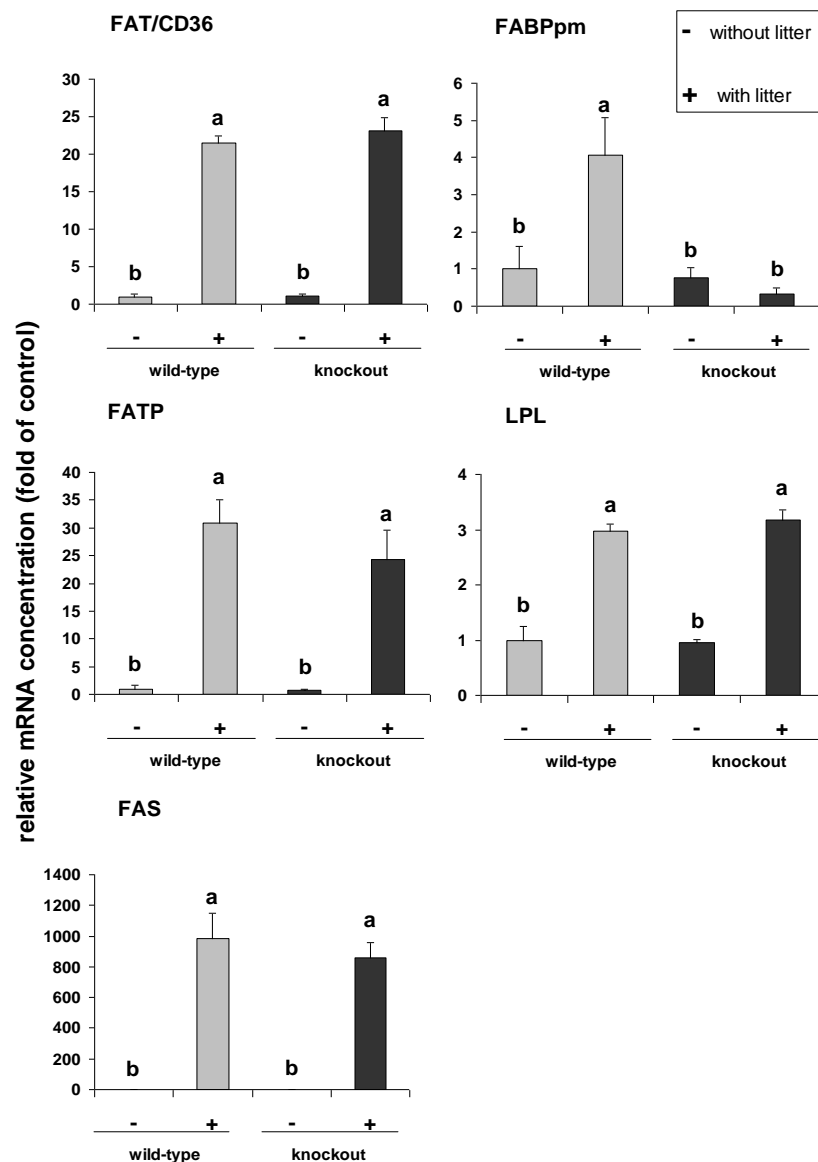 FAT/CD36
FABPpm
- without litter
+ with litter
30
25
20
15
10
5
0
b
a
b
a
- + - +
wild-type knockout
6
5
4
3
2
1
0
b
a
b
b
- + - +
wild-type knockout
relative mRNA concentration (fold of control)
FATP
LPL
40
35
30
25
20
15
10
5
0
b
a
b
a
- + - +
wild-type knockout
4
3
2
1
0
b
a
b
a
- + - +
wild-type knockout
FAS
1400
1200
1000
800
600
400
200
0
b
a
b
a
- + - +
wild-type knockout